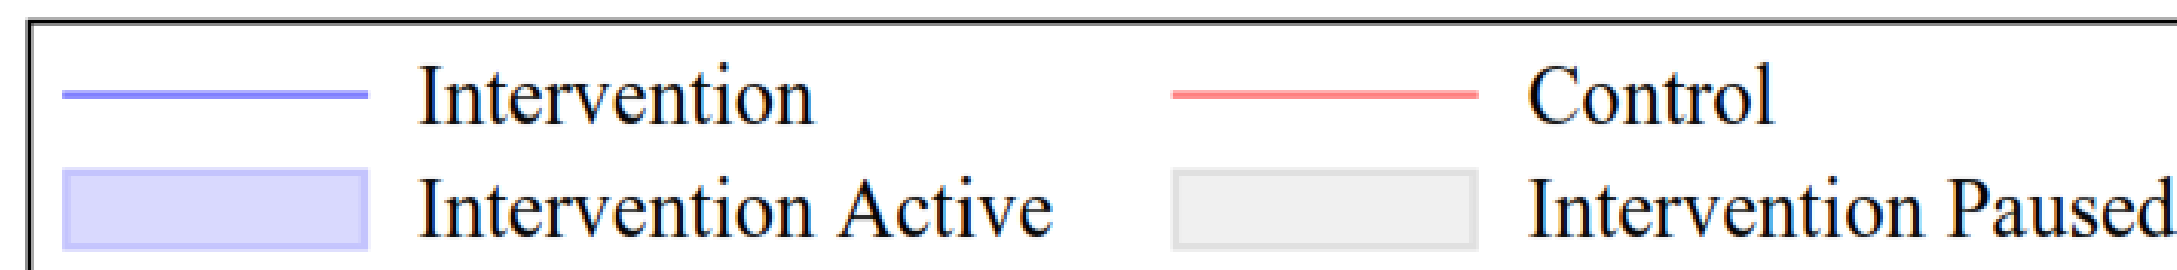 Intervention Control
Intervention Active Intervention Paused